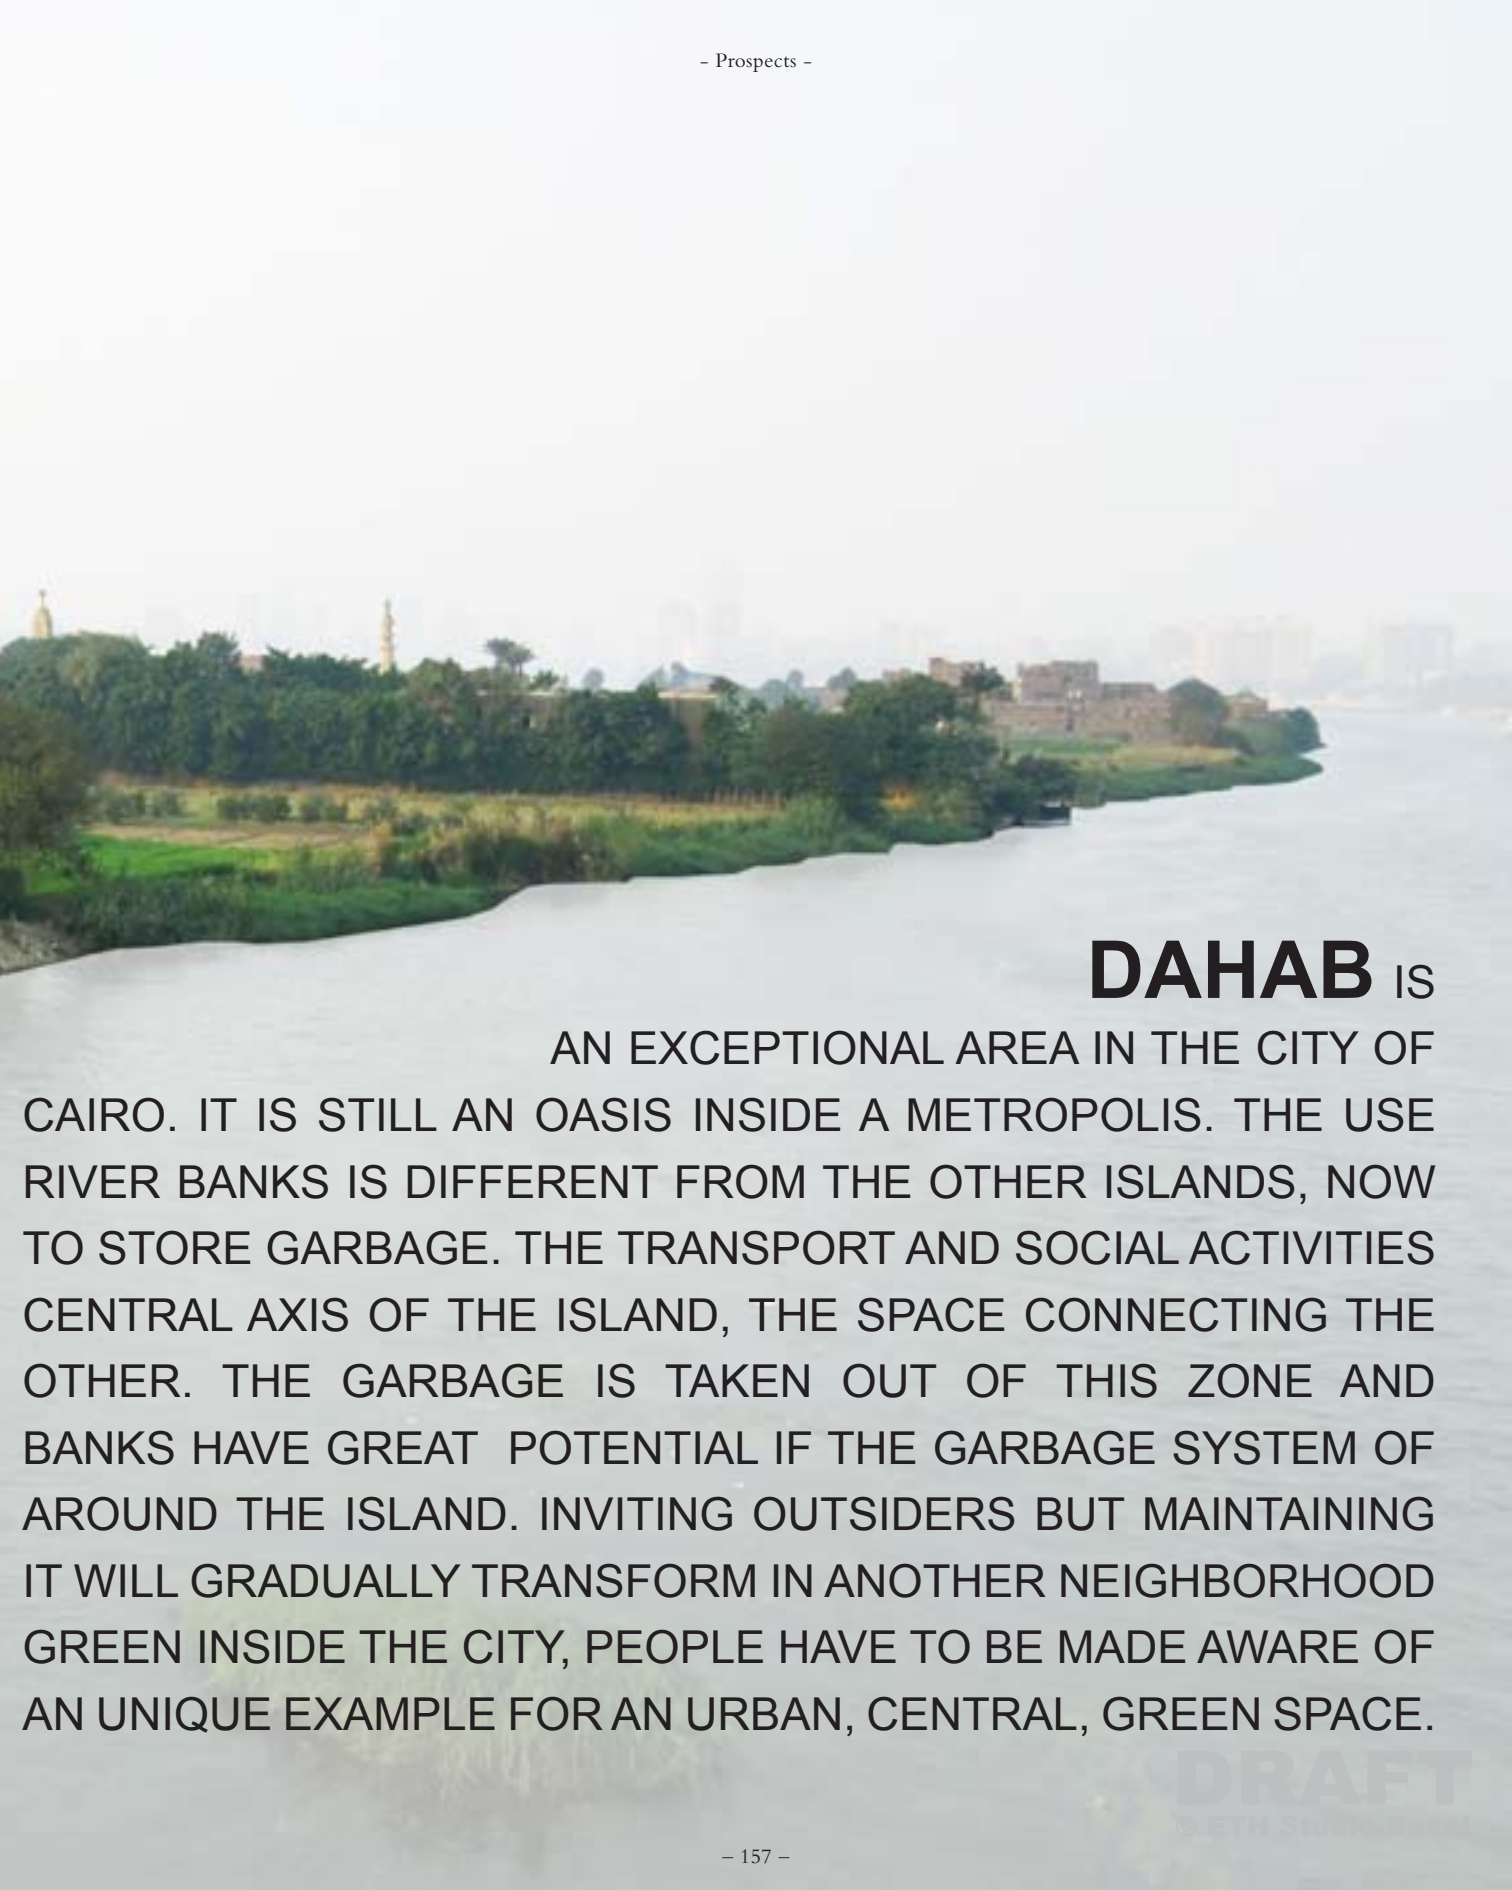 - Prospects -
DAHAB IS
AN EXCEPTIONAL AREA IN THE CITY OF
CAIRO. IT IS STILL AN OASIS INSIDE A METROPOLIS. THE USE
RIVER BANKS IS DIFFERENT FROM THE OTHER ISLANDS, NOW
TO STORE GARBAGE. THE TRANSPORT AND SOCIAL ACTIVITIES
CENTRAL AXIS OF THE ISLAND, THE SPACE CONNECTING THE
OTHER. THE GARBAGE IS TAKEN OUT OF THIS ZONE AND
BANKS HAVE GREAT POTENTIAL IF THE GARBAGE SYSTEM OF
AROUND THE ISLAND. INVITING OUTSIDERS BUT MAINTAINING
IT WILL GRADUALLY TRANSFORM IN ANOTHER NEIGHBORHOOD
GREEN INSIDE THE CITY, PEOPLE HAVE TO BE MADE AWARE OF
AN UNIQUE EXAMPLE FOR AN URBAN, CENTRAL, GREEN SPACE.
DRAFT
© ETH Studio Basel
– 157 –